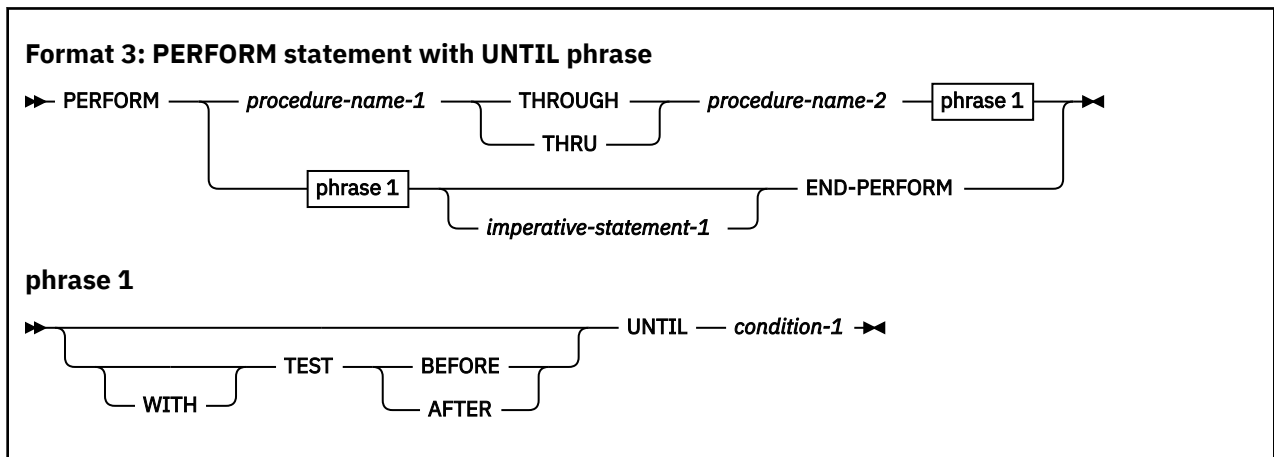 Format 3: PERFORM statement with UNTIL phrase
PERFORM procedure-name-1 THROUGH procedure-name-2 phrase 1
THRU
phrase 1 END-PERFORM
imperative-statement-1
phrase 1
UNTIL condition-1
TEST BEFORE
WITH AFTER